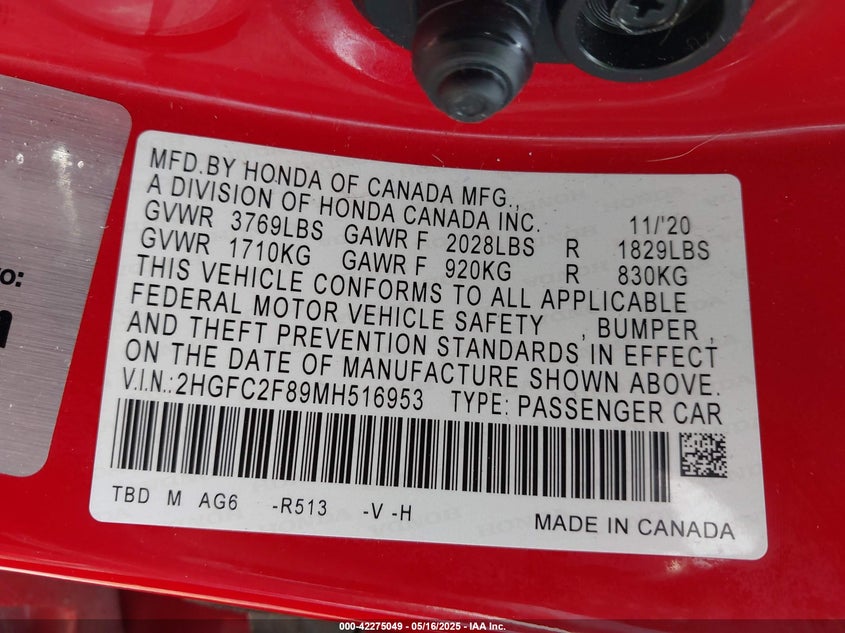 MFD.BY HONDA OF CANADA MFG.,
A DIVISION OF HONDA CANADA INC. 11/'20
GVWR 3769LBS GAWR F 2028LBS R 1829LBS
GVWR 1710KG GAWR F 920KG R 830KG
THIS VEHICLE CONFORMS TO ALL APPLICABLE
FEDERAL MOTOR VEHICLE SAFETY , BUMPER ,
AND THEFT PREVENTION STANDARDS IN EFFECT
ON THE DATE OF MANUFACTURE SHOWN ABOVE.
V.I.N.:2HGFC2F89MH516953 TYPE: PASSENGER CAR
TBD M AG6 -R513 -V -H
MADE IN CANADA
000-42275049 - 05/16/2025 - IAA Inc.